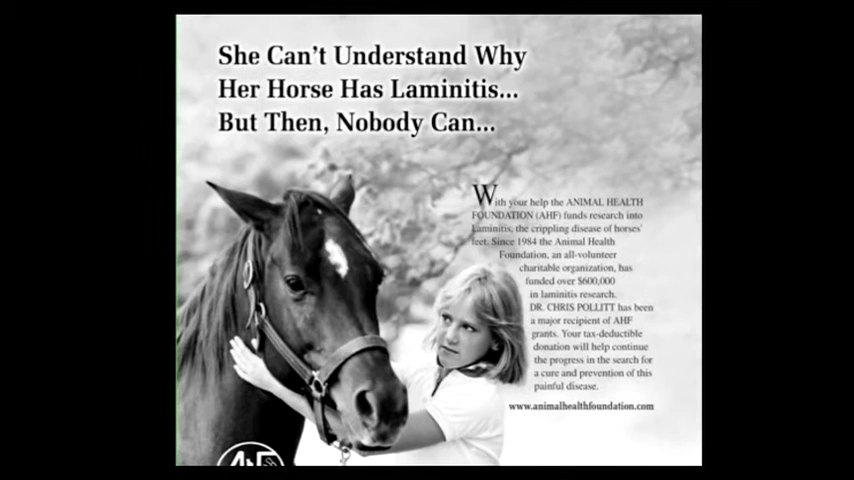 She Can't Understand Why
Her Horse Has Laminitis...
But Then, Nobody Can...
With your help the ANIMAL HEALTH
FOUNDATION (AHF) funds research into
Laminitis, the crippling disease of horses'
feet. Since 1984 the Animal Health
Foundation, an all-volunteer
charitable organization, has
funded over $600,000
in laminitis research.
DR. CHRIS POLLITT has been
a major recipient of AHF
grants. Your tax-deductible
donation will help continue
the progress in the search for
a cure and prevention of this
painful disease.
www.animalhealthfoundation.com